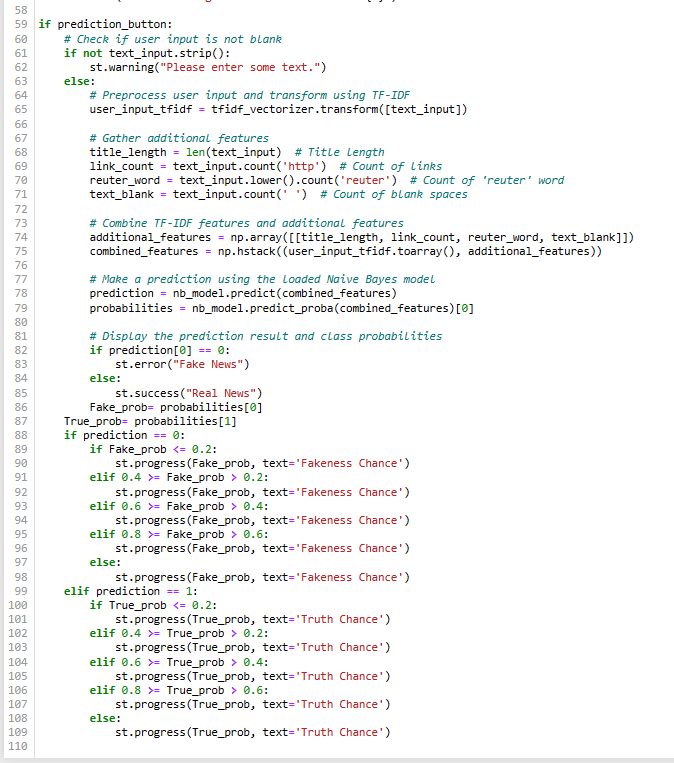 58
59 if prediction_button:
60     # Check if user input is not blank
61     if not text_input.strip():
62         st.warning("Please enter some text.")
63     else:
64         # Preprocess user input and transform using TF-IDF
65         user_input_tfidf = tfidf_vectorizer.transform([text_input])
66
67         # Gather additional features
68         title_length = len(text_input)  # Title length
69         link_count = text_input.count('http')  # Count of links
70         reuter_word = text_input.lower().count('reuter')  # Count of 'reuter' word
71         text_blank = text_input.count(' ')  # Count of blank spaces
72
73         # Combine TF-IDF features and additional features
74         additional_features = np.array([[title_length, link_count, reuter_word, text_blank]])
75         combined_features = np.hstack((user_input_tfidf.toarray(), additional_features))
76
77         # Make a prediction using the loaded Naive Bayes model
78         prediction = nb_model.predict(combined_features)
79         probabilities = nb_model.predict_proba(combined_features)[0]
80
81         # Display the prediction result and class probabilities
82         if prediction[0] == 0:
83             st.error("Fake News")
84         else:
85             st.success("Real News")
86         Fake_prob= probabilities[0]
87     True_prob= probabilities[1]
88     if prediction == 0:
89         if Fake_prob <= 0.2:
90             st.progress(Fake_prob, text='Fakeness Chance')
91         elif 0.4 >= Fake_prob > 0.2:
92             st.progress(Fake_prob, text='Fakeness Chance')
93         elif 0.6 >= Fake_prob > 0.4:
94             st.progress(Fake_prob, text='Fakeness Chance')
95         elif 0.8 >= Fake_prob > 0.6:
96             st.progress(Fake_prob, text='Fakeness Chance')
97         else:
98             st.progress(Fake_prob, text='Fakeness Chance')
99     elif prediction == 1:
100         if True_prob <= 0.2:
101             st.progress(True_prob, text='Truth Chance')
102         elif 0.4 >= True_prob > 0.2:
103             st.progress(True_prob, text='Truth Chance')
104         elif 0.6 >= True_prob > 0.4:
105             st.progress(True_prob, text='Truth Chance')
106         elif 0.8 >= True_prob > 0.6:
107             st.progress(True_prob, text='Truth Chance')
108         else:
109             st.progress(True_prob, text='Truth Chance')
110